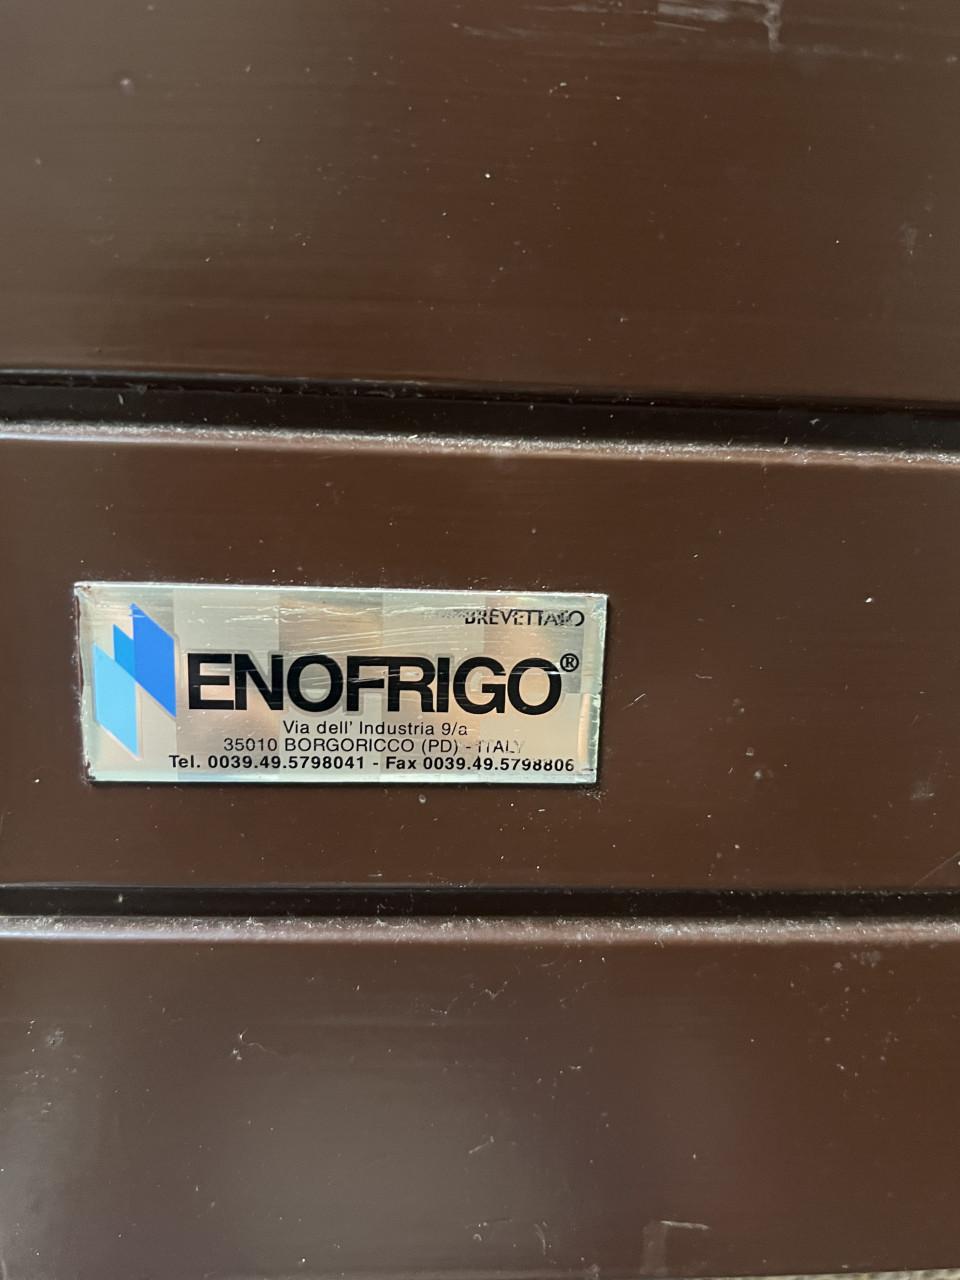 BREVETTATO
ENOFRIGO®
Via dell' Industria 9/a
35010 BORGORICCO (PD) - ITALY
Tel. 0039.49.5798041 - Fax 0039.49.5798806